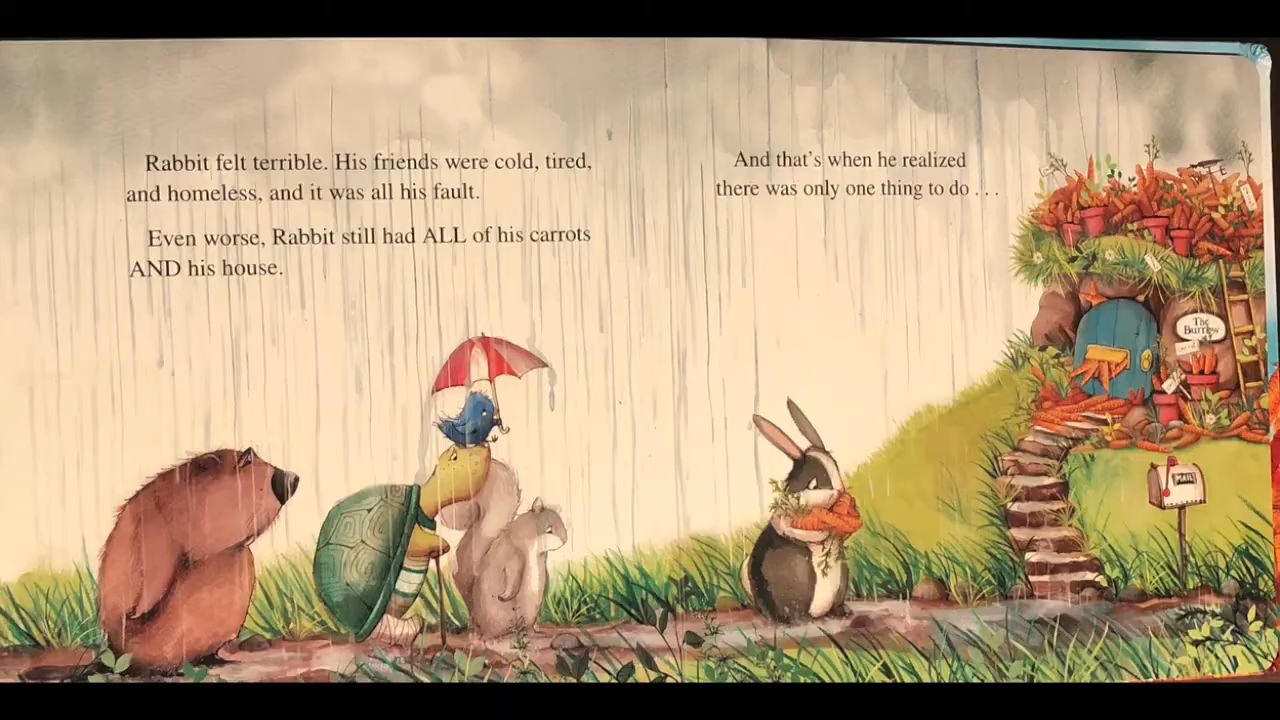 Rabbit felt terrible. His friends were cold, tired,
and homeless, and it was all his fault.
Even worse, Rabbit still had ALL of his carrots
AND his house.
And that's when he realized
there was only one thing to do . . .
The
Burrow
MAIL